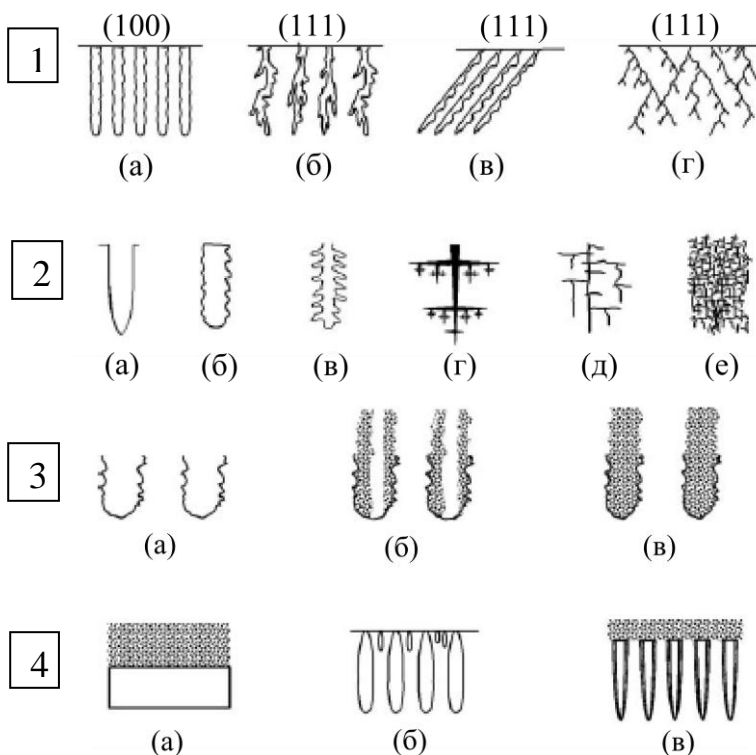 1 (100) (111) (111) (111)
(а) (б) (в) (г)
2
(а) (б) (в) (г) (д) (е)
3
(а) (б) (в)
4
(а) (б) (в)